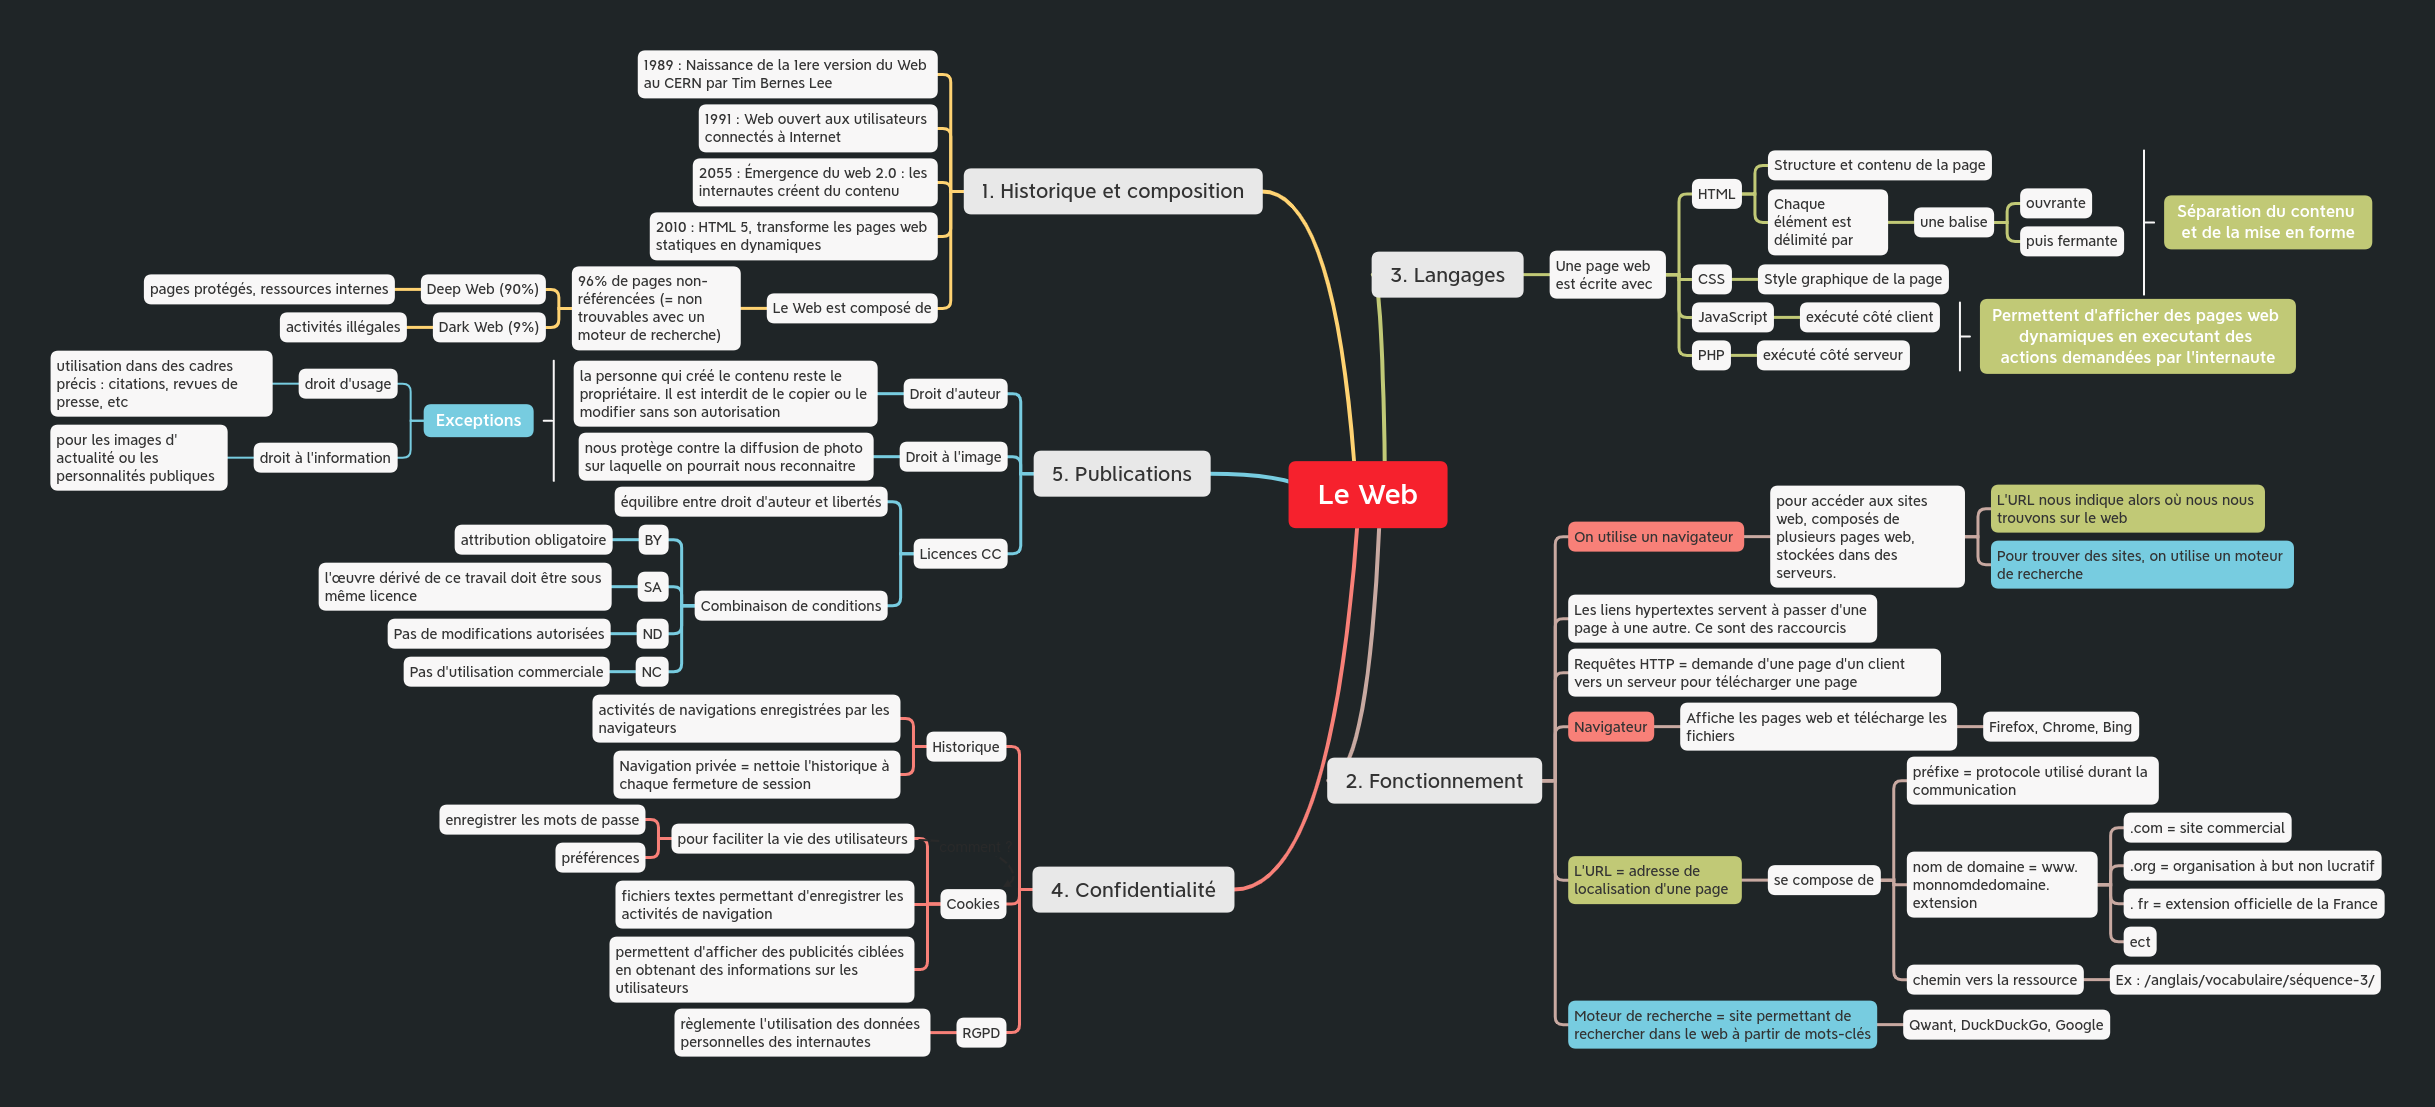 Le Web
1. Historique et composition
1989 : Naissance de la 1ere version du Web
au CERN par Tim Bernes Lee
1991 : Web ouvert aux utilisateurs
connectés à Internet
2055 : Émergence du web 2.0 : les
internautes créent du contenu
2010 : HTML 5, transforme les pages web
statiques en dynamiques
Le Web est composé de
96% de pages non-
référencées (= non
trouvables avec un
moteur de recherche)
Deep Web (90%)
pages protégés, ressources internes
Dark Web (9%)
activités illégales
2. Fonctionnement
On utilise un navigateur
pour accéder aux sites
web, composés de
plusieurs pages web,
stockées dans des
serveurs.
L'URL nous indique alors où nous nous
trouvons sur le web
Pour trouver des sites, on utilise un moteur
de recherche
Les liens hypertextes servent à passer d'une
page à une autre. Ce sont des raccourcis
Requêtes HTTP = demande d'une page d'un client
vers un serveur pour télécharger une page
Navigateur
Affiche les pages web et télécharge les
fichiers
Firefox, Chrome, Bing
L'URL = adresse de
localisation d'une page
se compose de
préfixe = protocole utilisé durant la
communication
nom de domaine = www.
monnomdedomaine.
extension
.com = site commercial
.org = organisation à but non lucratif
. fr = extension officielle de la France
ect
chemin vers la ressource
Ex : /anglais/vocabulaire/séquence-3/
Moteur de recherche = site permettant de
rechercher dans le web à partir de mots-clés
Qwant, DuckDuckGo, Google
3. Langages
Une page web
est écrite avec
HTML
Structure et contenu de la page
Chaque
élément est
délimité par
une balise
ouvrante
puis fermante
CSS
Style graphique de la page
Séparation du contenu
et de la mise en forme
JavaScript
exécuté côté client
PHP
exécuté côté serveur
Permettent d'afficher des pages web
dynamiques en executant des
actions demandées par l'internaute
4. Confidentialité
Historique
activités de navigations enregistrées par les
navigateurs
Navigation privée = nettoie l'historique à
chaque fermeture de session
Cookies
pour faciliter la vie des utilisateurs
enregistrer les mots de passe
préférences
fichiers textes permettant d'enregistrer les
activités de navigation
permettent d'afficher des publicités ciblées
en obtenant des informations sur les
utilisateurs
RGPD
règlemente l'utilisation des données
personnelles des internautes
5. Publications
Droit d'auteur
la personne qui créé le contenu reste le
propriétaire. Il est interdit de le copier ou le
modifier sans son autorisation
Droit à l'image
nous protège contre la diffusion de photo
sur laquelle on pourrait nous reconnaitre
Exceptions
droit d'usage
utilisation dans des cadres
précis : citations, revues de
presse, etc
droit à l'information
pour les images d'
actualité ou les
personnalités publiques
Licences CC
équilibre entre droit d'auteur et libertés
Combinaison de conditions
BY
attribution obligatoire
SA
l'œuvre dérivé de ce travail doit être sous
même licence
ND
Pas de modifications autorisées
NC
Pas d'utilisation commerciale